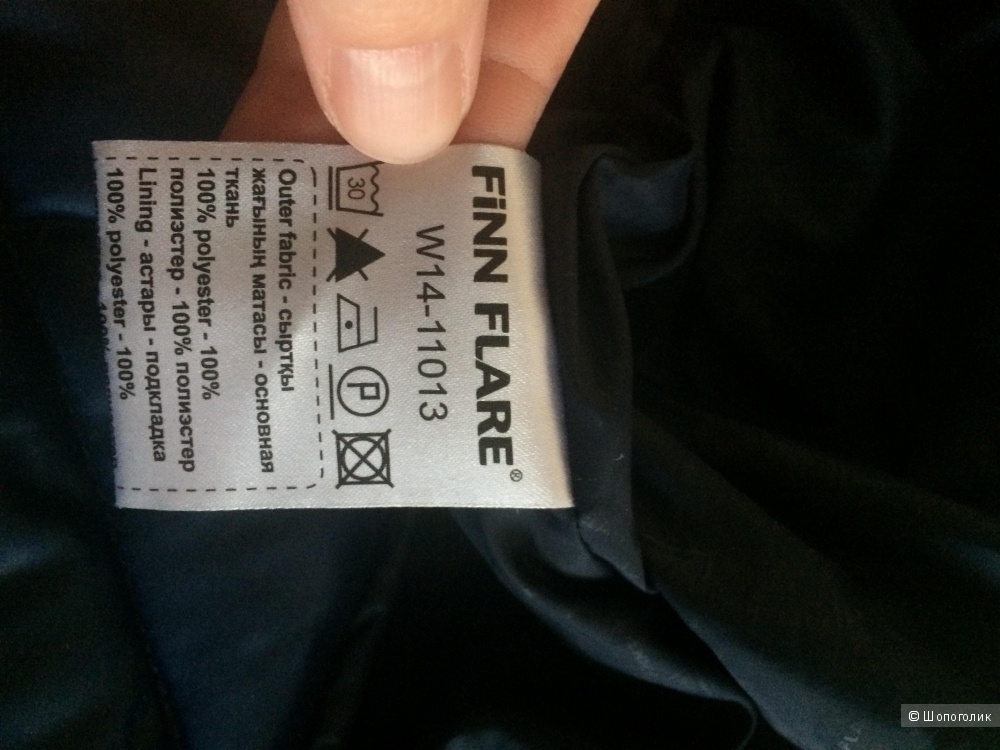 FiNN FLARE®
W14-11013
30
P
Outer fabric - сыртқы
жағының матасы - основная
ткань
100% polyester - 100%
полиэстер - 100% полиэстер
Lining - астары - подкладка
100% polyester - 100%
© Шопоголик